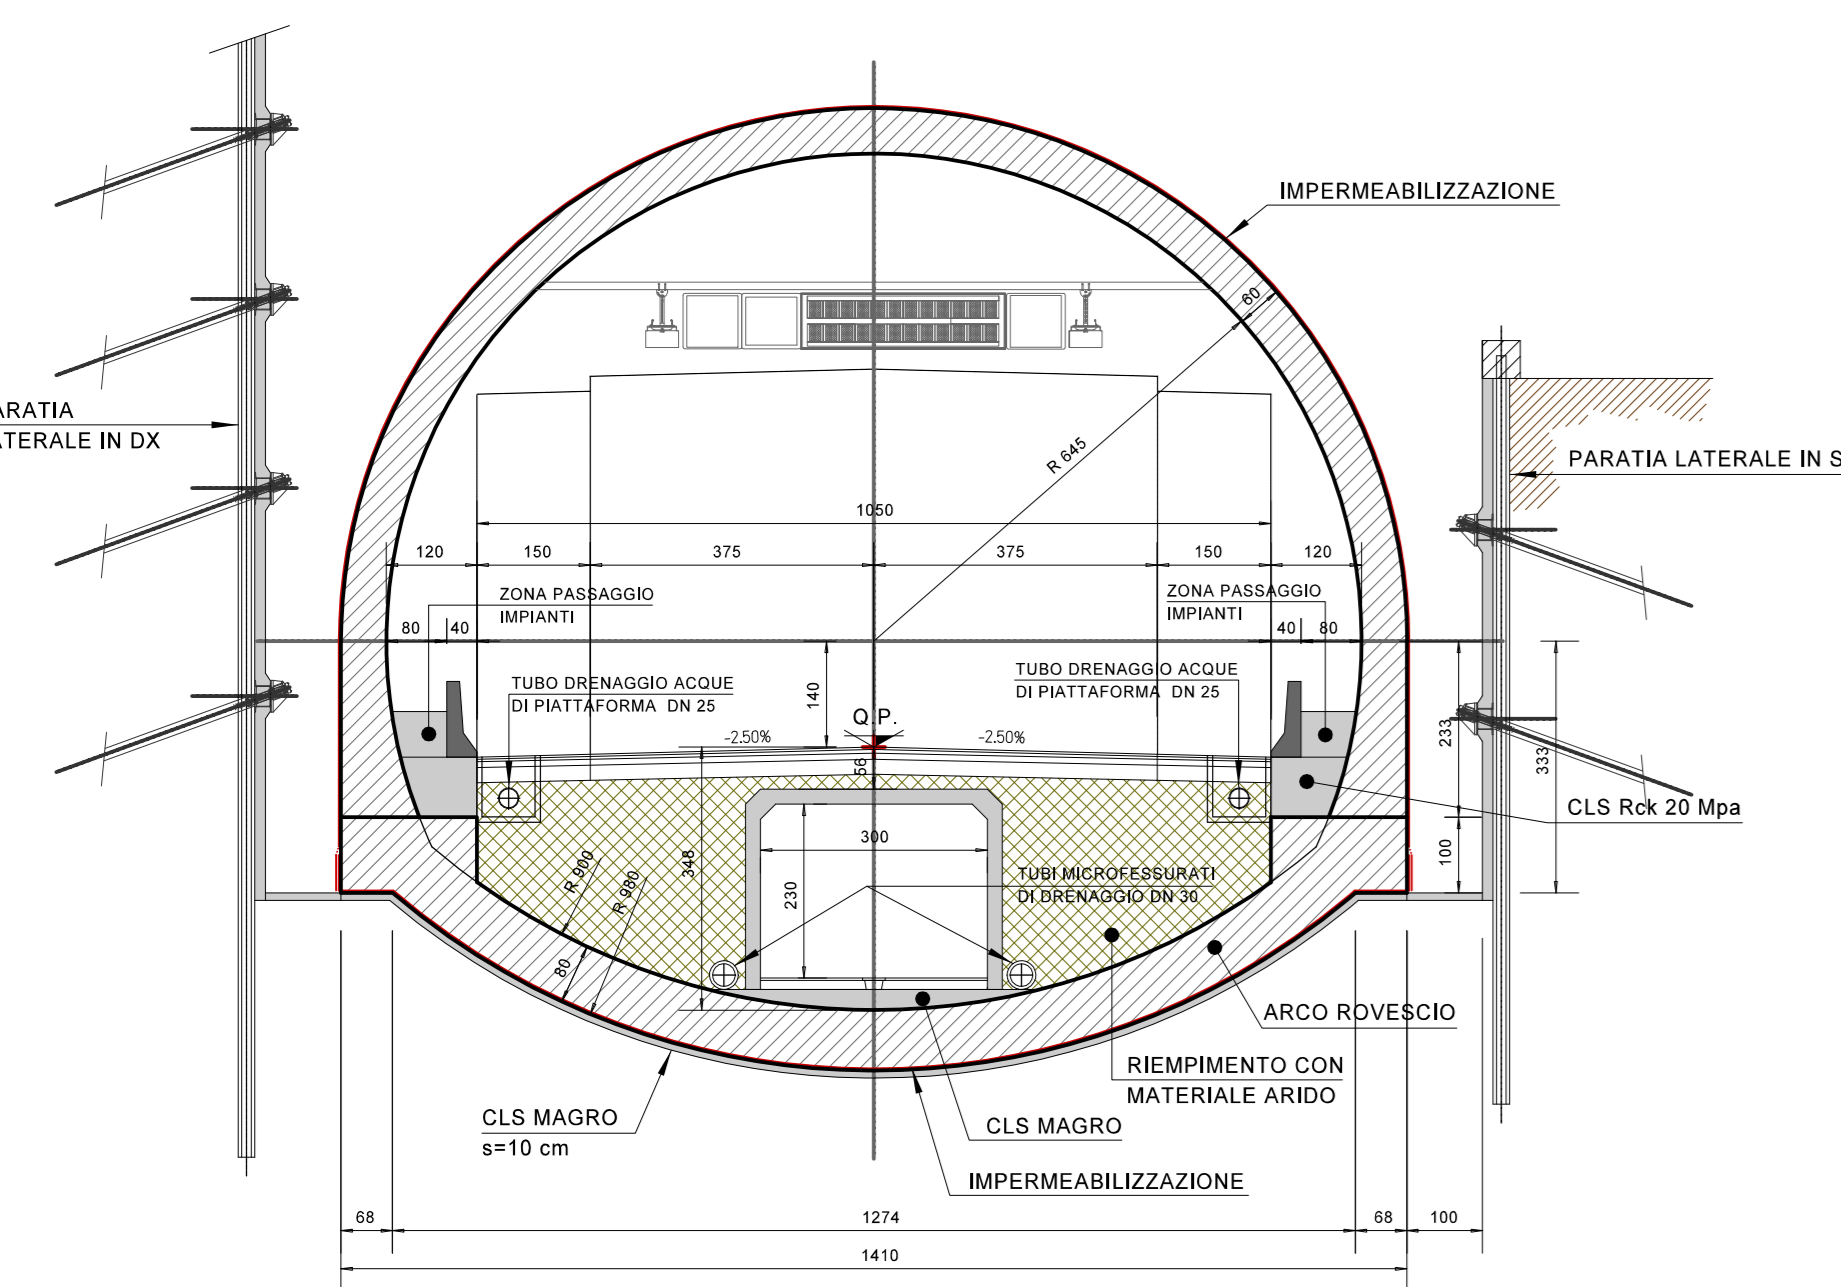 IMPERMEABILIZZAZIONE
60
R 645
ARATIA
ATERALE IN DX
PARATIA LATERALE IN S
1050
120
150
375
375
150
120
ZONA PASSAGGIO
IMPIANTI
ZONA PASSAGGIO
IMPIANTI
80
40
40
80
TUBO DRENAGGIO ACQUE
DI PIATTAFORMA DN 25
140
TUBO DRENAGGIO ACQUE
DI PIATTAFORMA DN 25
Q.P.
-2.50%
-2.50%
56
233
333
CLS Rck 20 Mpa
300
348
230
R 900
R 980
80
100
TUBI MICROFESSURATI
DI DRENAGGIO DN 30
ARCO ROVESCIO
RIEMPIMENTO CON
MATERIALE ARIDO
CLS MAGRO
s=10 cm
CLS MAGRO
IMPERMEABILIZZAZIONE
68
1274
68
100
1410